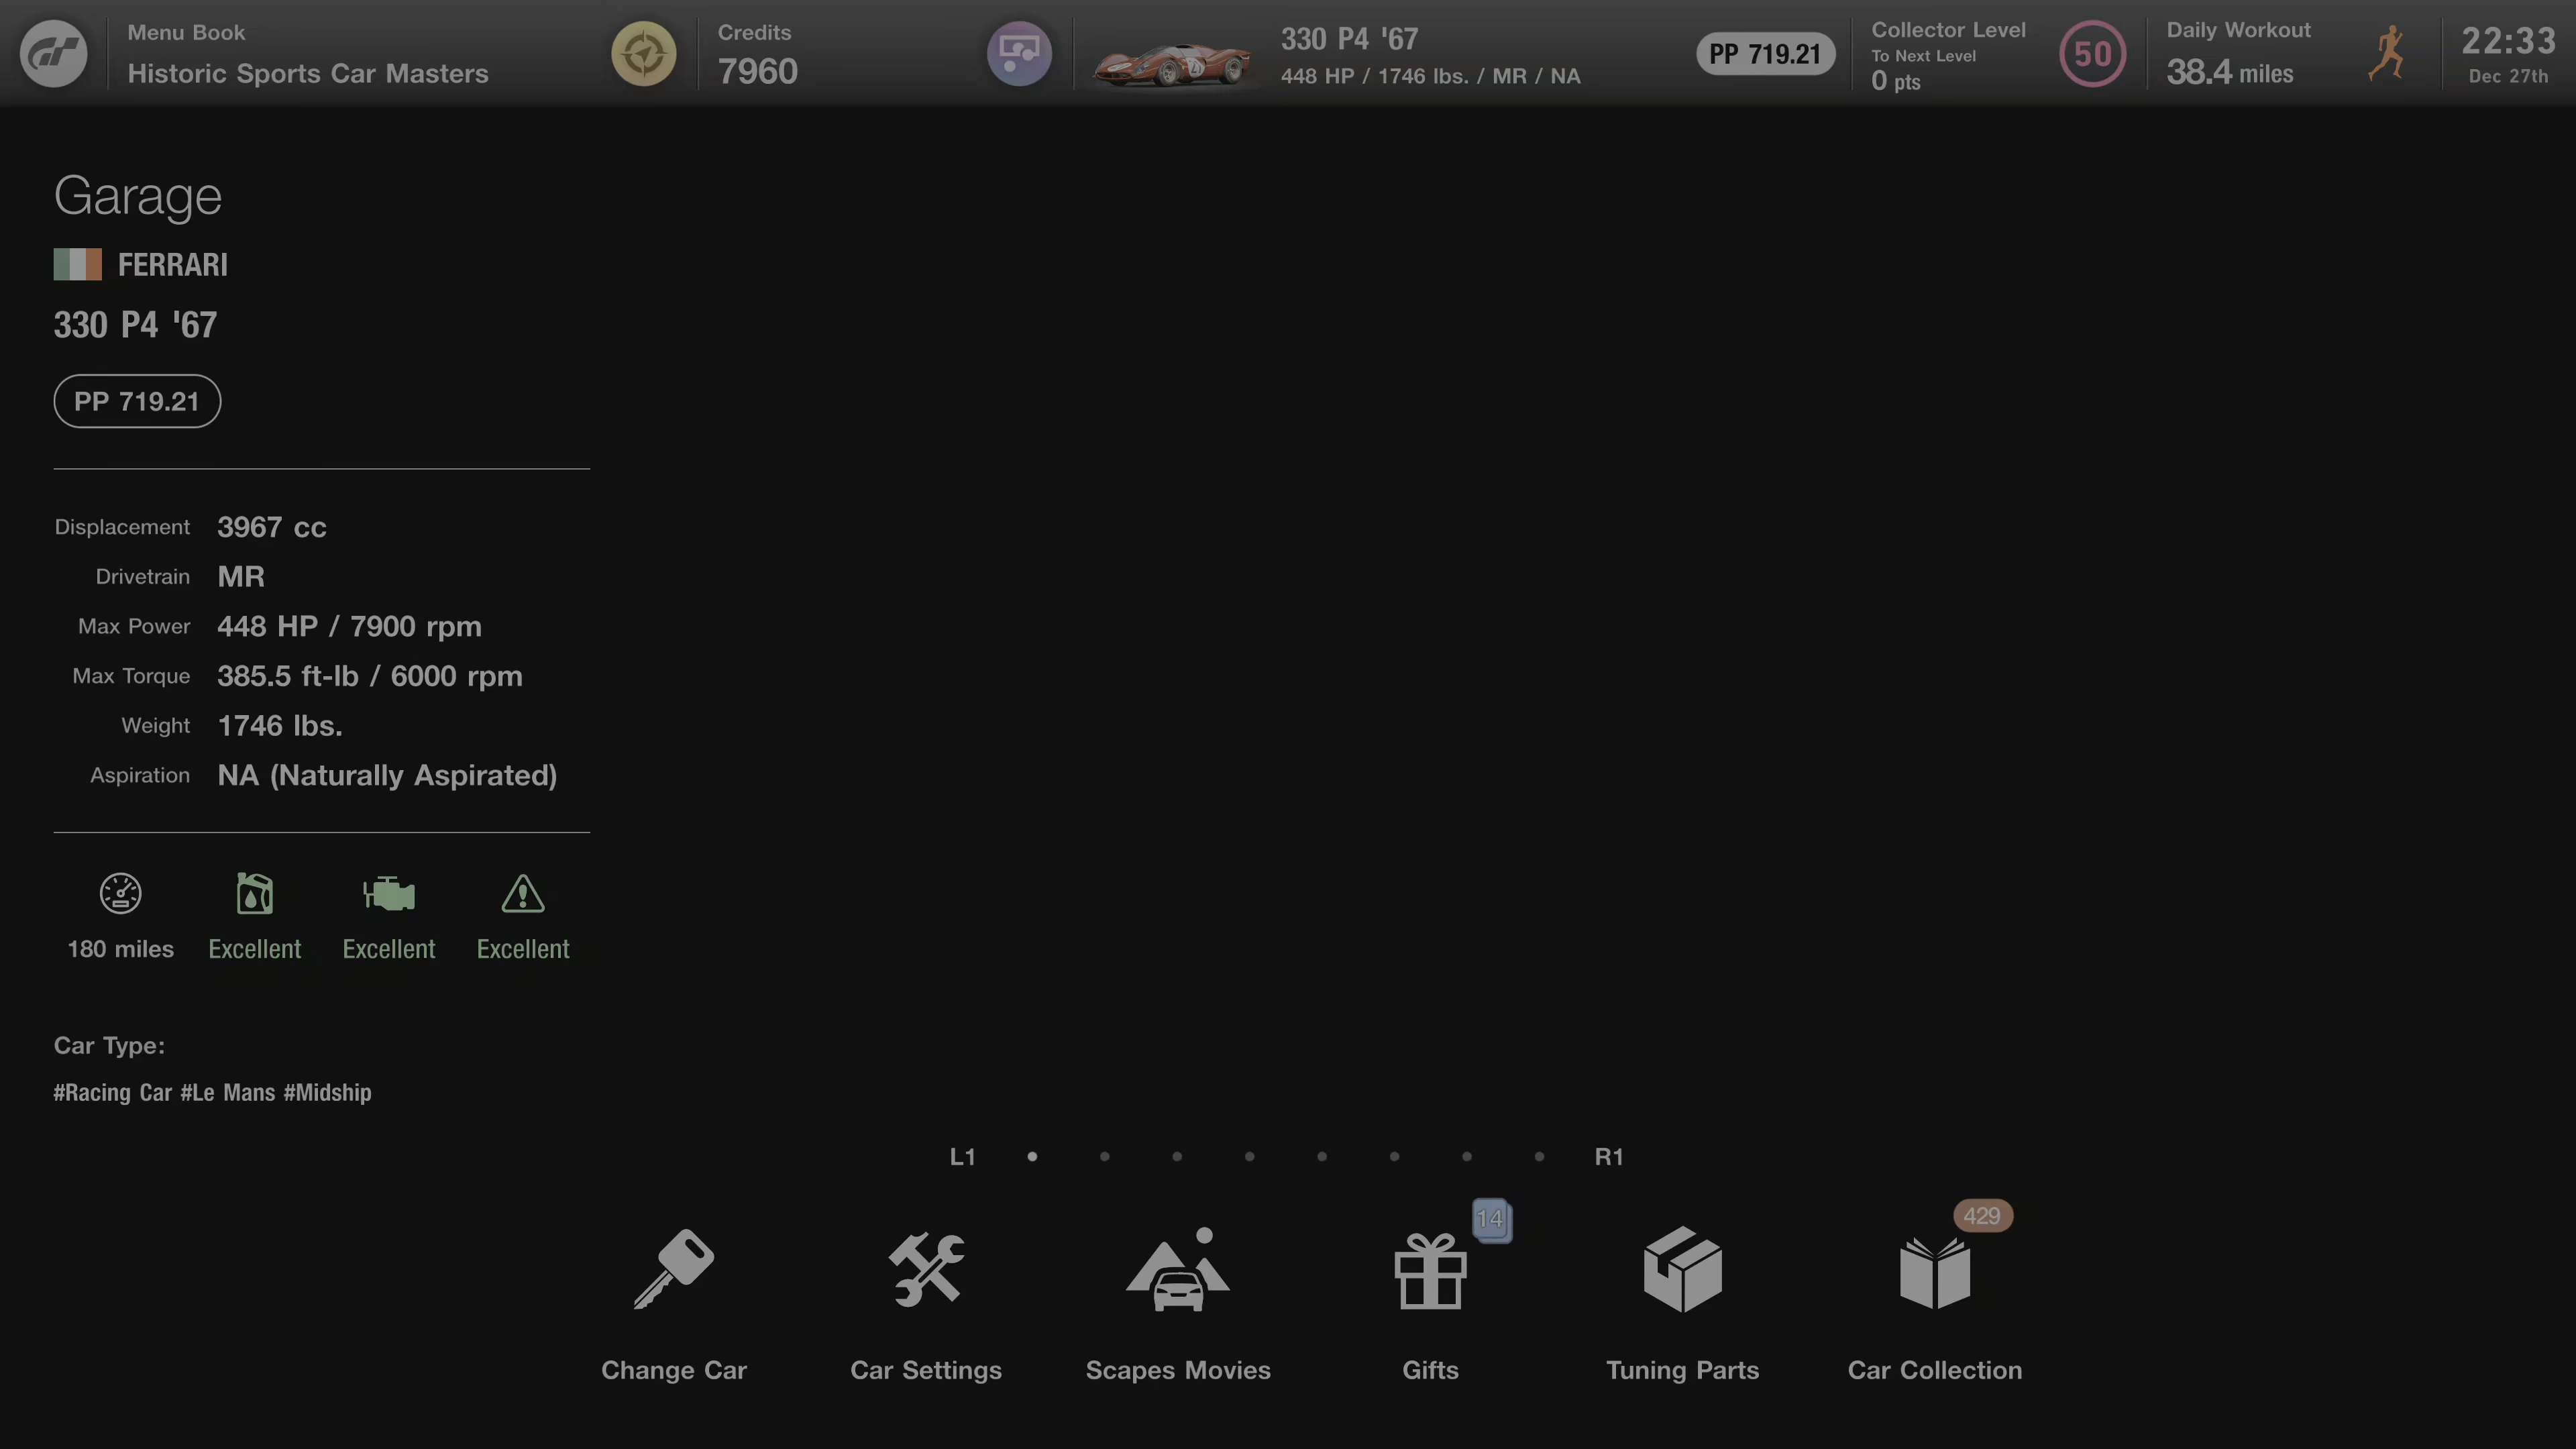 Menu Book
Historic Sports Car Masters
Credits
7960
330 P4 '67
448 HP / 1746 lbs. / MR / NA
PP 719.21
Collector Level
To Next Level
0 pts
50
Daily Workout
38.4 miles
22:33
Dec 27th
Garage
FERRARI
330 P4 '67
PP 719.21
Displacement 3967 cc
Drivetrain MR
Max Power 448 HP / 7900 rpm
Max Torque 385.5 ft-lb / 6000 rpm
Weight 1746 lbs.
Aspiration NA (Naturally Aspirated)
180 miles Excellent Excellent Excellent
Car Type:
#Racing Car #Le Mans #Midship
L1 R1
14 429
Change Car Car Settings Scapes Movies Gifts Tuning Parts Car Collection